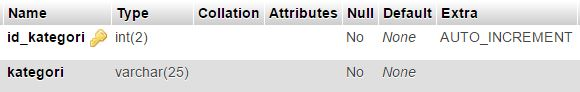 Name Type Collation Attributes Null Default Extra
id_kategori int(2) No None AUTO_INCREMENT
kategori varchar(25) No None